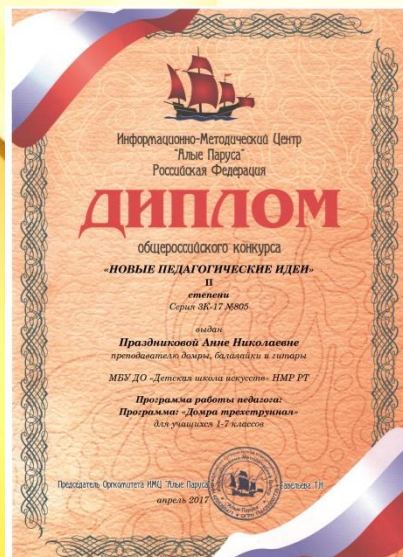 Информационно-Методический Центр
"Алые Паруса"
Российская Федерация
ДИПЛОМ
общероссийского конкурса
«НОВЫЕ ПЕДАГОГИЧЕСКИЕ ИДЕИ»
II
степени
Серия ЗК-17 №805
выдан
Праздниковой Анне Николаевне
преподавателю домры, балалайки и гитары
МБУ ДО «Детская школа искусств» НМР РТ
Программа работы педагога:
Программа: «Домра трехструнная»
для учащихся 1-7 классов
Председатель Оргкомитета ИМЦ "Алые Паруса"
апрель 2017